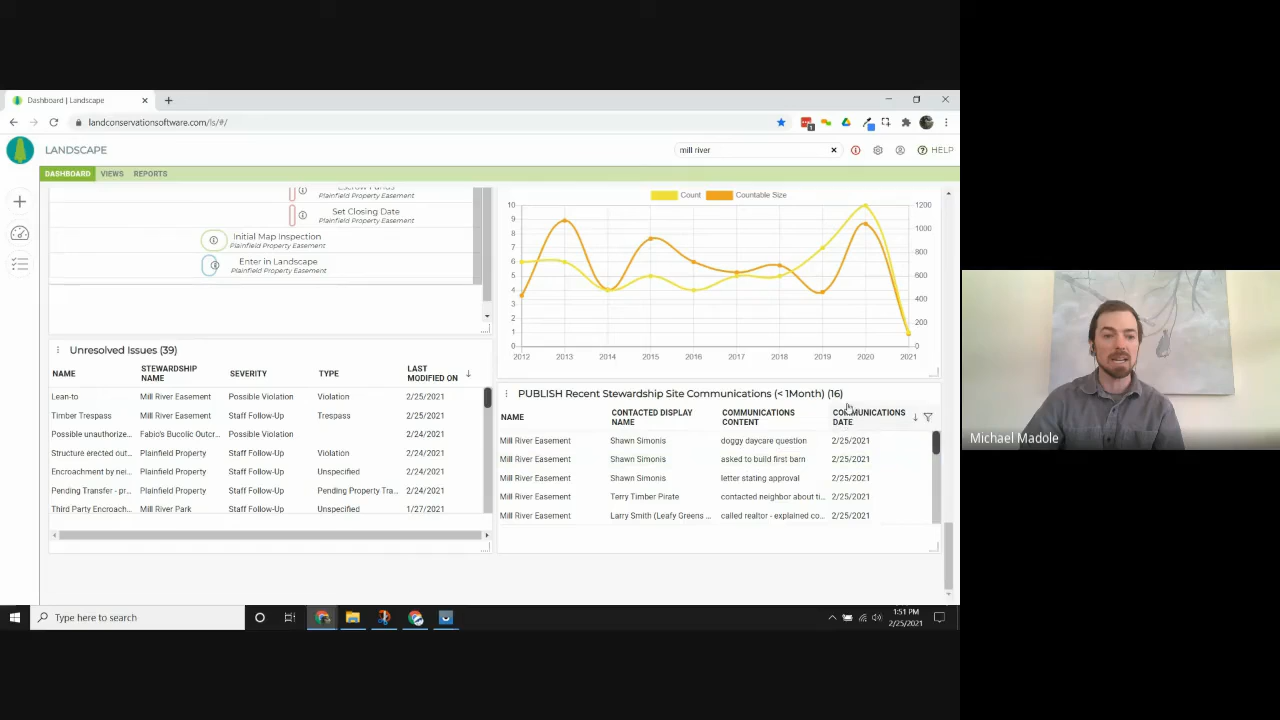 Dashboard | Landscape
landconservationsoftware.com/ls/#/
LANDSCAPE
mill river
HELP
DASHBOARD VIEWS REPORTS
Plainfield Property Easement
Set Closing Date
Plainfield Property Easement
Initial Map Inspection
Plainfield Property Easement
Enter in Landscape
Plainfield Property Easement
Count Countable Size
10 1200
9
8 1000
7 800
6
5 600
4 400
3
2 200
1
0 0
2012 2013 2014 2015 2016 2017 2018 2019 2020 2021
Unresolved Issues (39)
NAME STEWARDSHIP NAME SEVERITY TYPE LAST MODIFIED ON
Lean-to Mill River Easement Possible Violation Violation 2/25/2021
Timber Trespass Mill River Easement Staff Follow-Up Trespass 2/25/2021
Possible unauthorize... Fabio's Bucolic Outcr... Possible Violation 2/24/2021
Structure erected out... Plainfield Property Staff Follow-Up Violation 2/24/2021
Encroachment by nei... Plainfield Property Staff Follow-Up Unspecified 2/24/2021
Pending Transfer - pr... Plainfield Property Staff Follow-Up Pending Property Tra... 2/24/2021
Third Party Encroach... Mill River Park Staff Follow-Up Unspecified 1/27/2021
PUBLISH Recent Stewardship Site Communications (< 1Month) (16)
NAME CONTACTED DISPLAY NAME COMMUNICATIONS CONTENT COMMUNICATIONS DATE
Mill River Easement Shawn Simonis doggy daycare question 2/25/2021
Mill River Easement Shawn Simonis asked to build first barn 2/25/2021
Mill River Easement Shawn Simonis letter stating approval 2/25/2021
Mill River Easement Terry Timber Pirate contacted neighbor about ti... 2/25/2021
Mill River Easement Larry Smith (Leafy Greens ... called realtor - explained co... 2/25/2021
Michael Madole
Type here to search
1:51 PM
2/25/2021